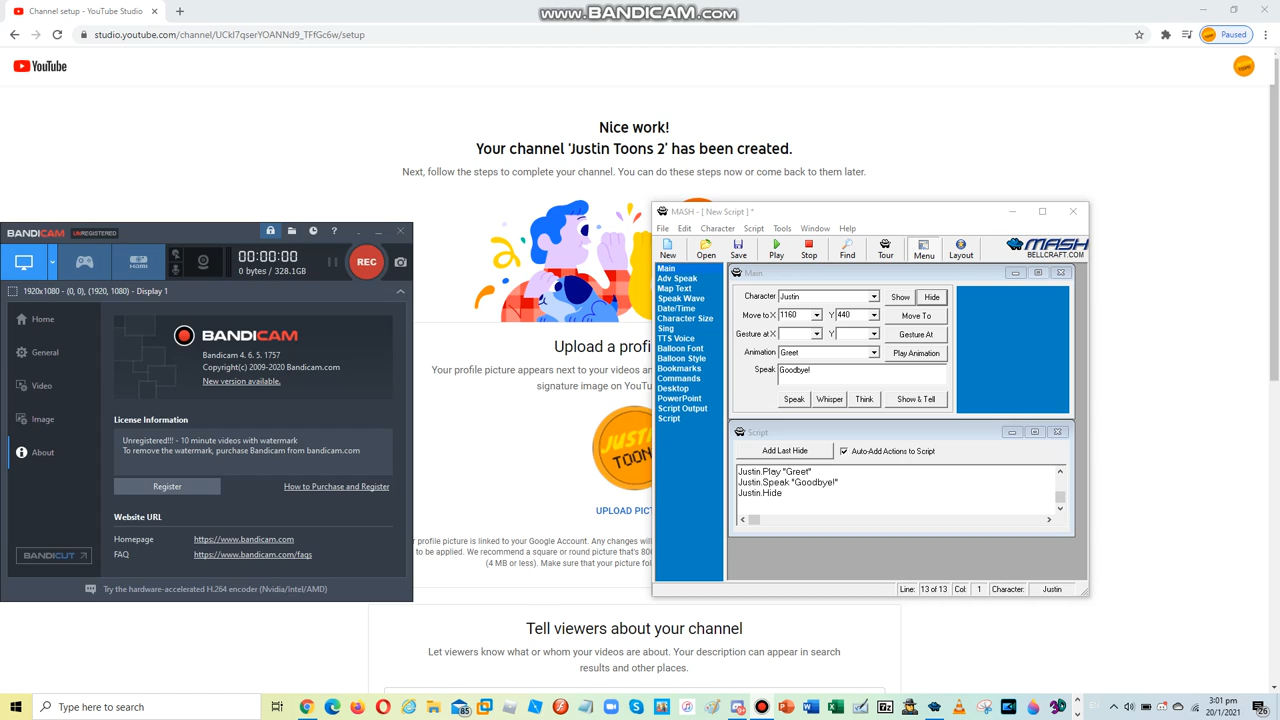 Channel setup - YouTube Studio
www.BANDICAM.com
studio.youtube.com/channel/UCkI7qserYOANNd9_TFfGc6w/setup
Paused
YouTube
Nice work!
Your channel 'Justin Toons 2' has been created.
Next, follow the steps to complete your channel. You can do these steps now or come back to them later.
Upload a profi
Your profile picture appears next to your videos an
signature image on YouTu
JUSTIN
TOON
UPLOAD PICT
r profile picture is linked to your Google Account. Any changes will
to be applied. We recommend a square or round picture that's 800
(4 MB or less). Make sure that your picture foll
Tell viewers about your channel
Let viewers know what or whom your videos are about. Your description can appear in search
results and other places.
BANDICAM UNREGISTERED
HDMI
00:00:00
0 bytes / 328.1GB
REC
1920x1080 - (0, 0), (1920, 1080) - Display 1
Home
General
Video
Image
About
BANDICUT
BANDICAM
Bandicam 4. 6. 5. 1757
Copyright(c) 2009-2020 Bandicam.com
New version available.
License Information
Unregistered!!! - 10 minute videos with watermark
To remove the watermark, purchase Bandicam from bandicam.com
Register
How to Purchase and Register
Website URL
Homepage https://www.bandicam.com
FAQ https://www.bandicam.com/faqs
Try the hardware-accelerated H.264 encoder (Nvidia/Intel/AMD)
MASH - [ New Script ] *
File Edit Character Script Tools Window Help
New Open Save Play Stop Find Tour Menu Layout
MASH
BELLCRAFT.COM
Main
Adv Speak
Map Text
Speak Wave
Date/Time
Character Size
Sing
TTS Voice
Balloon Font
Balloon Style
Bookmarks
Commands
Desktop
PowerPoint
Script Output
Script
Main
Character Justin Show Hide
Move to X 1160 Y 440 Move To
Gesture at X Y Gesture At
Animation Greet Play Animation
Speak Goodbye!
Speak Whisper Think Show & Tell
Script
Add Last Hide Auto-Add Actions to Script
Justin.Play "Greet"
Justin.Speak "Goodbye!"
Justin.Hide
Line: 13 of 13 Col: 1 Character: Justin
Type here to search
85
3:01 pm
20/1/2021
26